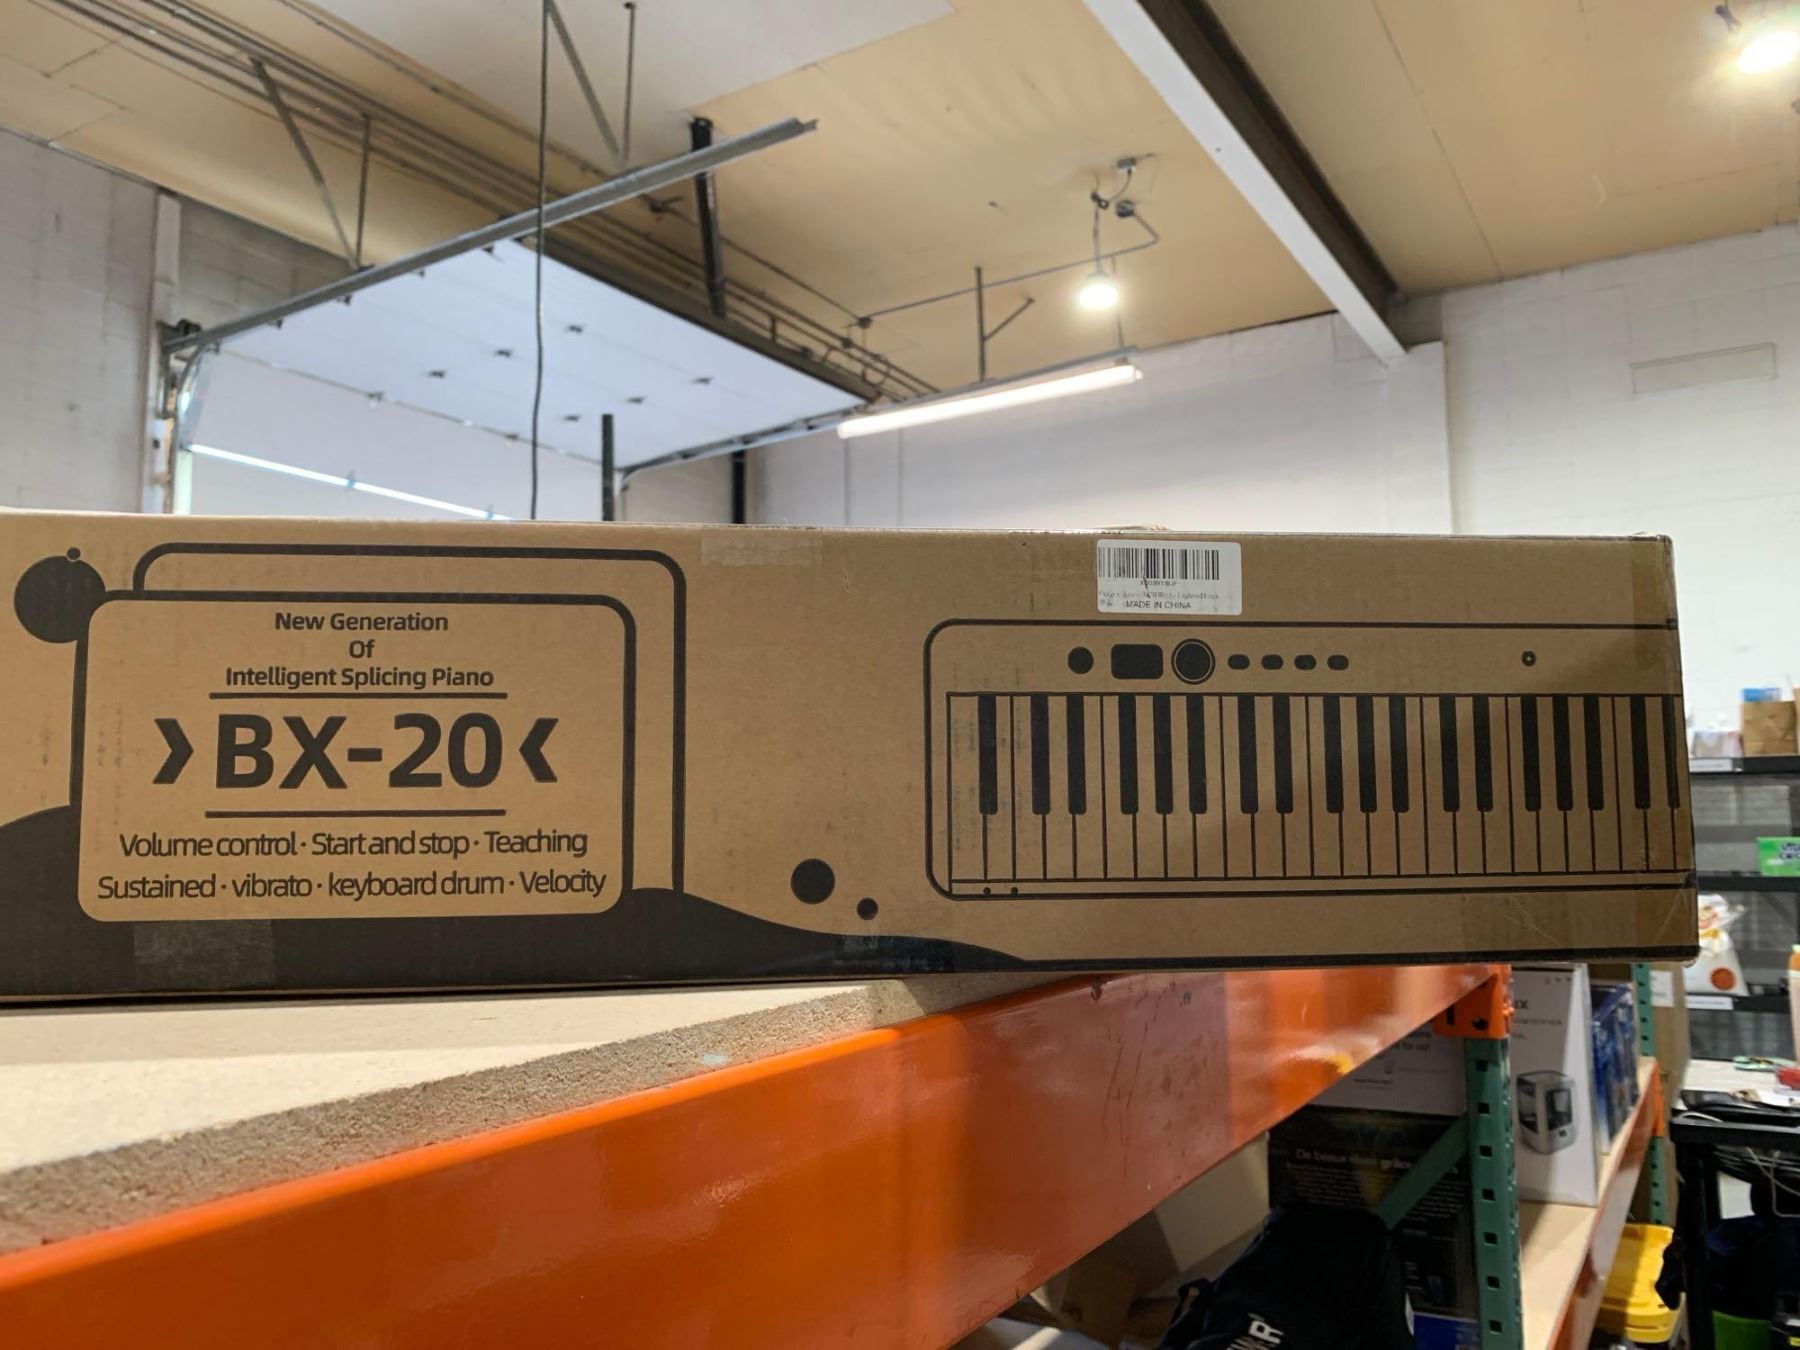 New Generation
Of
Intelligent Splicing Piano
BX-20
Volume control · Start and stop · Teaching
Sustained · vibrato · keyboard drum · Velocity
MADE IN CHINA